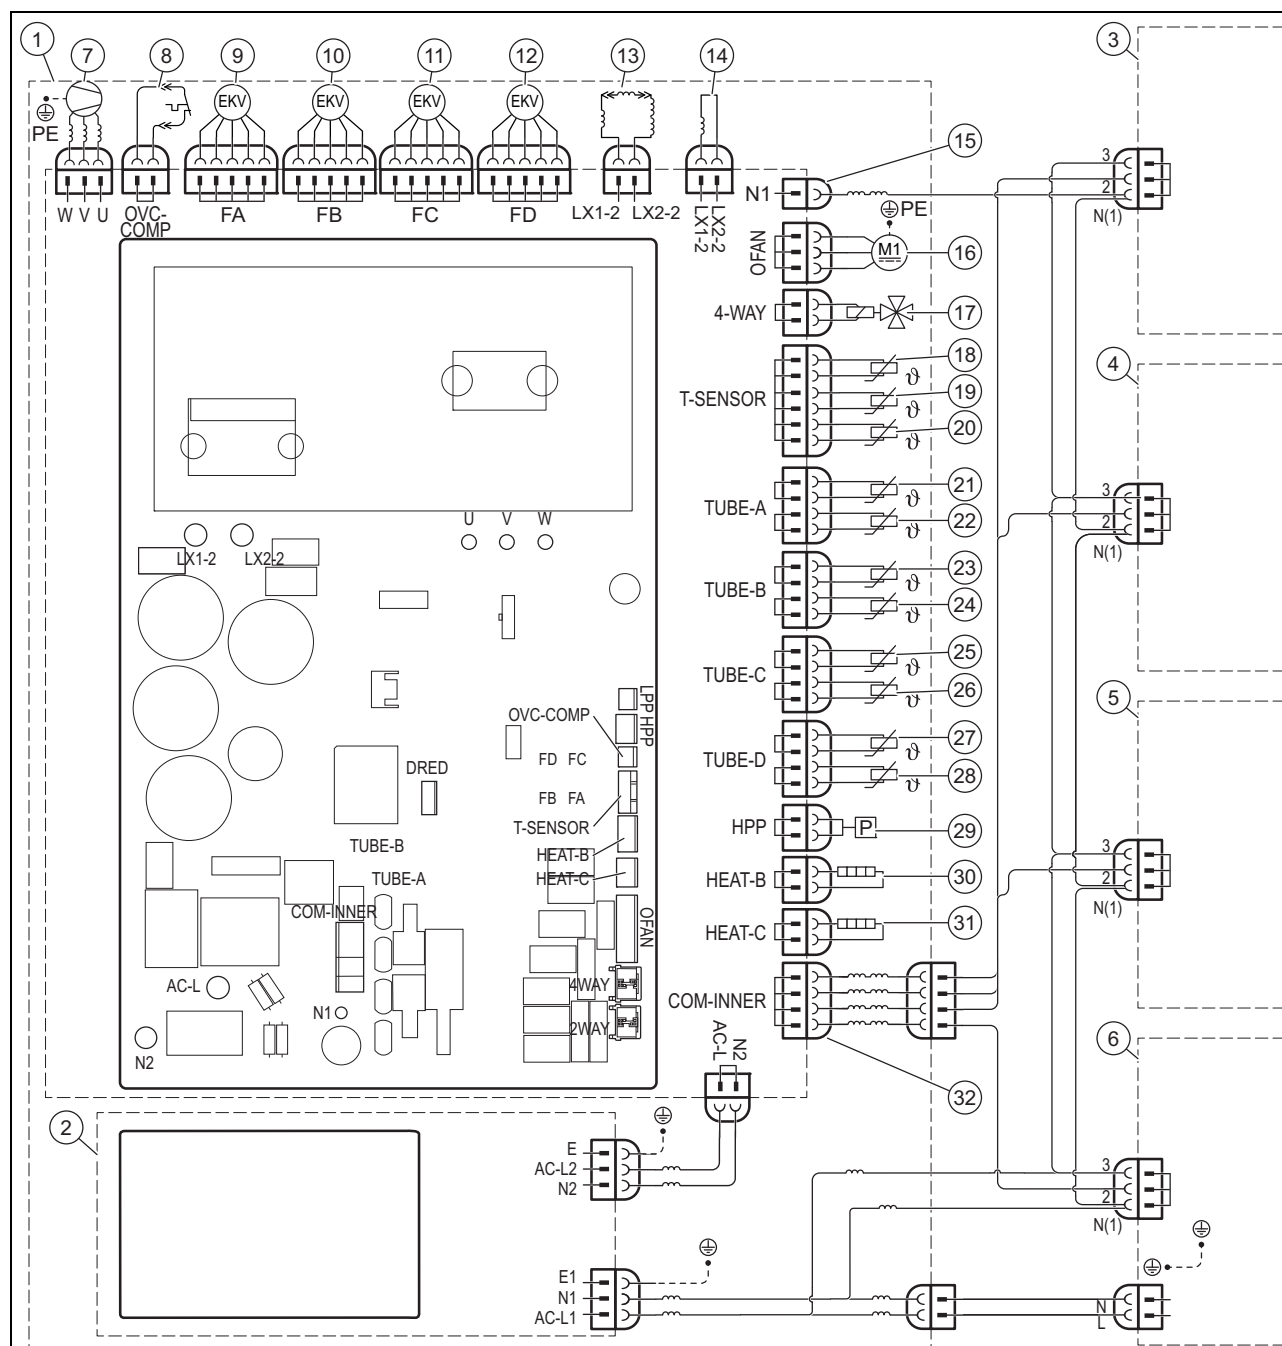 1 7 8 9 10 11 12 13 14 3
EKV EKV EKV EKV
PE
W V U OVC-COMP FA FB FC FD LX1-2 LX2-2 LX1-2 LX2-2
N1 15
3
2
N(1)
PE
OFAN M1 16
4-WAY 17
18
ϑ
T-SENSOR 19
ϑ
20
ϑ
4
3
2
N(1)
21
ϑ
TUBE-A 22
ϑ
23
ϑ
TUBE-B 24
ϑ
25
ϑ
TUBE-C 26
ϑ
5
27
ϑ
TUBE-D 28
ϑ
HPP P 29
HEAT-B 30
HEAT-C 31
3
2
N(1)
COM-INNER
32
6
U V W
LX1-2 LX2-2
LPP HPP
OVC-COMP
FD FC
DRED
FB FA
T-SENSOR
TUBE-B
HEAT-B
TUBE-A
HEAT-C
COM-INNER
OFAN
AC-L
4WAY
N1
2WAY
N2
AC-L N2
2
E
AC-L2
N2
3
2
N(1)
E1
N1
AC-L1
N
L